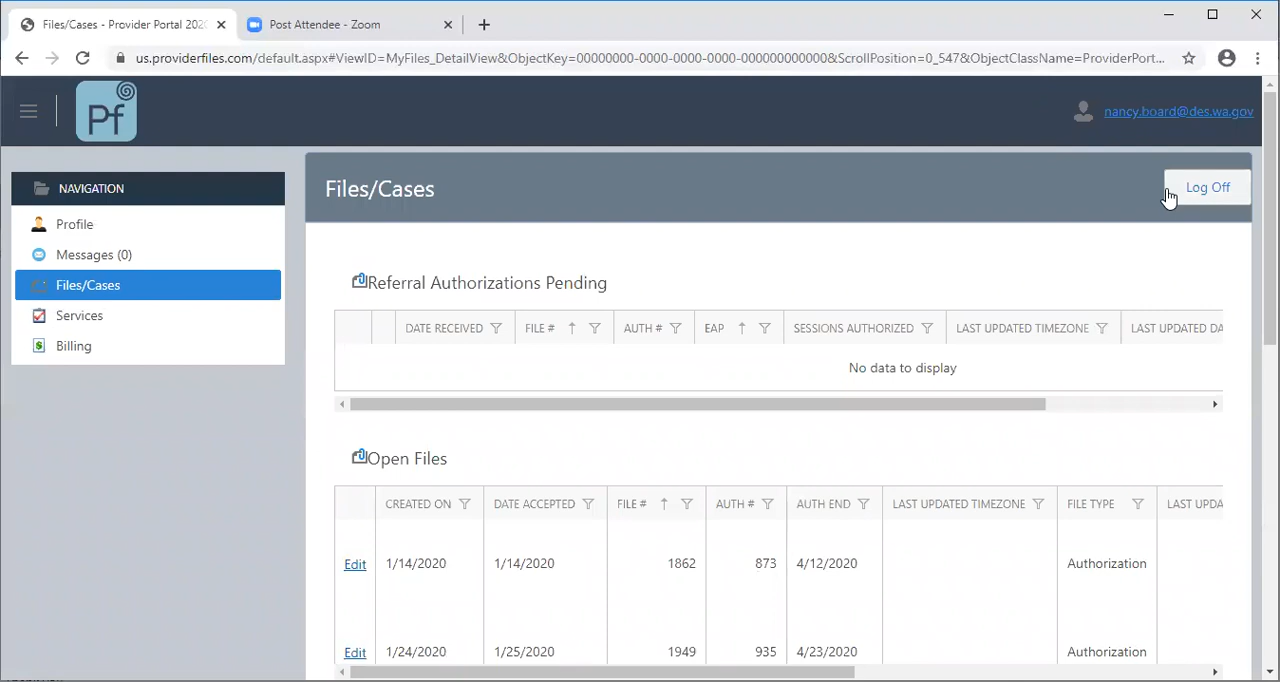 Files/Cases - Provider Portal 202
Post Attendee - Zoom
us.providerfiles.com/default.aspx#ViewID=MyFiles_DetailView&ObjectKey=00000000-0000-0000-0000-000000000000&ScrollPosition=0_547&ObjectClassName=ProviderPort...
Pf
nancy.board@des.wa.gov
NAVIGATION
Profile
Messages (0)
Files/Cases
Services
Billing
Files/Cases
Log Off
Referral Authorizations Pending
DATE RECEIVED FILE # AUTH # EAP SESSIONS AUTHORIZED LAST UPDATED TIMEZONE LAST UPDATED DA
No data to display
Open Files
CREATED ON DATE ACCEPTED FILE # AUTH # AUTH END LAST UPDATED TIMEZONE FILE TYPE LAST UPDA
Edit 1/14/2020 1/14/2020 1862 873 4/12/2020 Authorization
Edit 1/24/2020 1/25/2020 1949 935 4/23/2020 Authorization